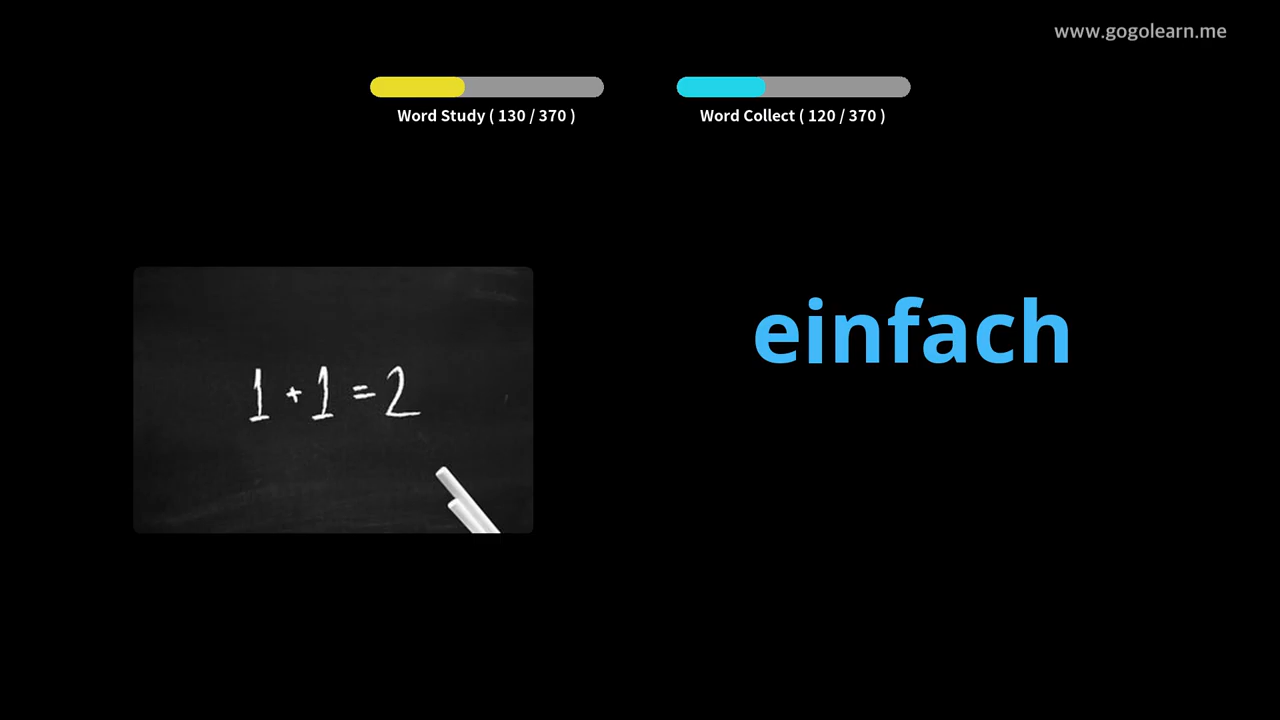 www.gogolearn.me
Word Study ( 130 / 370 )
Word Collect ( 120 / 370 )
einfach
1 + 1 = 2